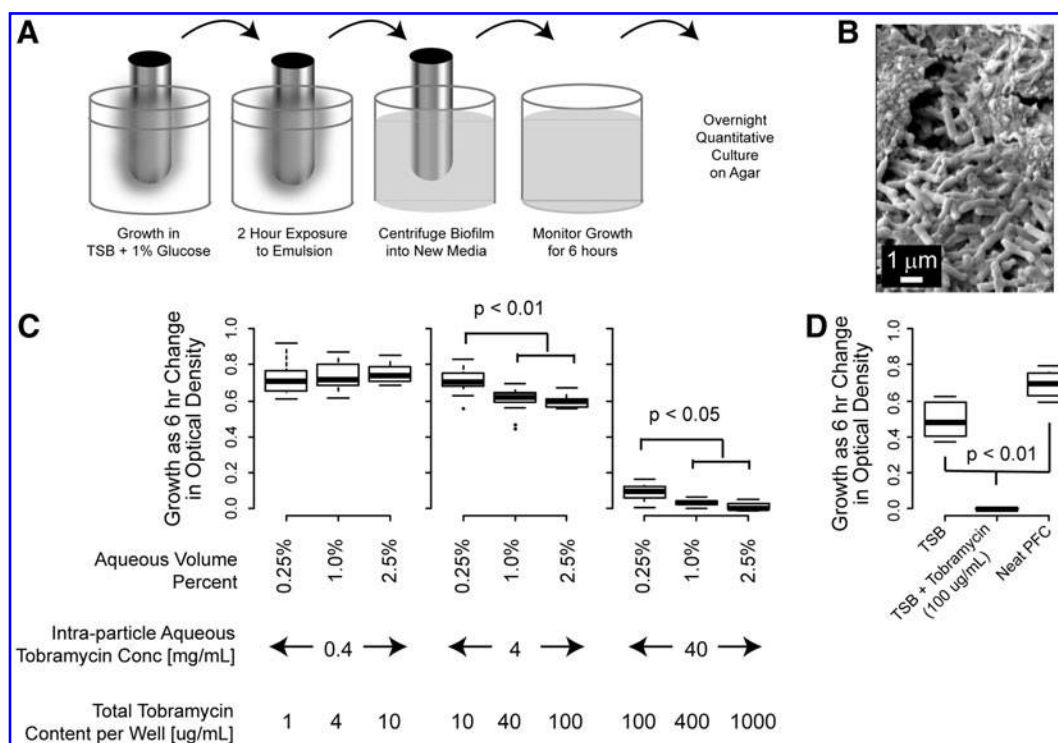 A
Growth in
TSB + 1% Glucose
2 Hour Exposure
to Emulsion
Centrifuge Biofilm
into New Media
Monitor Growth
for 6 hours
Overnight
Quantitative
Culture
on Agar
B
1 μm
C
Growth as 6 hr Change
in Optical Density
0.0 0.2 0.4 0.6 0.8 1.0
p < 0.01
p < 0.05
Aqueous Volume
Percent
0.25% 1.0% 2.5% 0.25% 1.0% 2.5% 0.25% 1.0% 2.5%
Intra-particle Aqueous
Tobramycin Conc [mg/mL]
0.4 4 40
Total Tobramycin
Content per Well [ug/mL]
1 4 10 10 40 100 100 400 1000
D
Growth as 6 hr Change
in Optical Density
0.0 0.2 0.4 0.6 0.8 1.0
p < 0.01
TSB
TSB + Tobramycin
(100 ug/mL)
Neat PFC